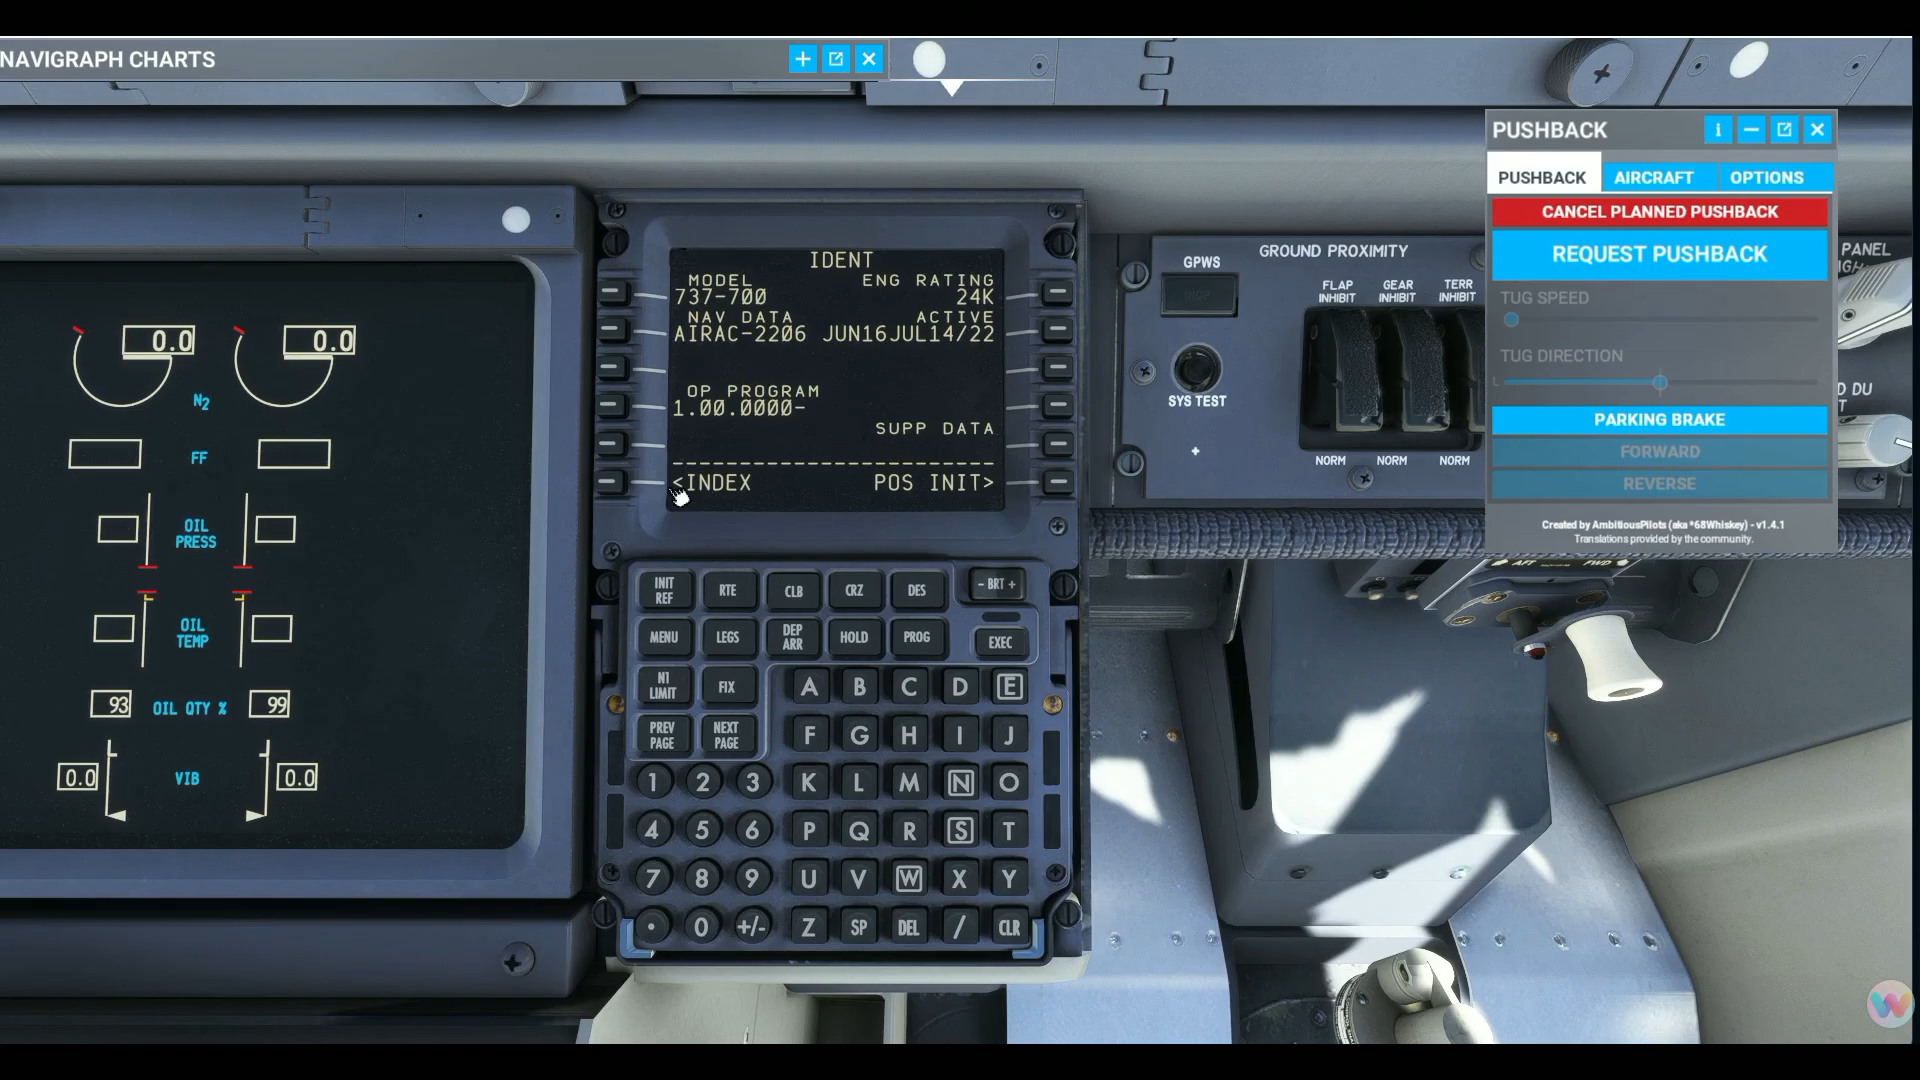 NAVIGRAPH CHARTS
PUSHBACK
PUSHBACK AIRCRAFT OPTIONS
CANCEL PLANNED PUSHBACK
REQUEST PUSHBACK
TUG SPEED
TUG DIRECTION
L
PARKING BRAKE
FORWARD
REVERSE
Created by AmbitiousPilots (aka *68Whiskey) - v1.4.1
Translations provided by the community.
0.0 0.0
N2
FF
OIL
PRESS
OIL
TEMP
93 OIL QTY % 99
0.0 VIB 0.0
IDENT
MODEL ENG RATING
737-700 24K
NAV DATA ACTIVE
AIRAC-2206 JUN16JUL14/22
OP PROGRAM
1.00.0000-
SUPP DATA
------------------------
<INDEX POS INIT>
INIT REF RTE CLB CRZ DES - BRT +
MENU LEGS DEP ARR HOLD PROG EXEC
N1 LIMIT FIX A B C D E
PREV PAGE NEXT PAGE F G H I J
1 2 3 K L M N O
4 5 6 P Q R S T
7 8 9 U V W X Y
. 0 +/- Z SP DEL / CLR
GROUND PROXIMITY
GPWS
FLAP INHIBIT GEAR INHIBIT TERR INHIBIT
SYS TEST
NORM NORM NORM
PANEL
D DU
AFT FWD
W